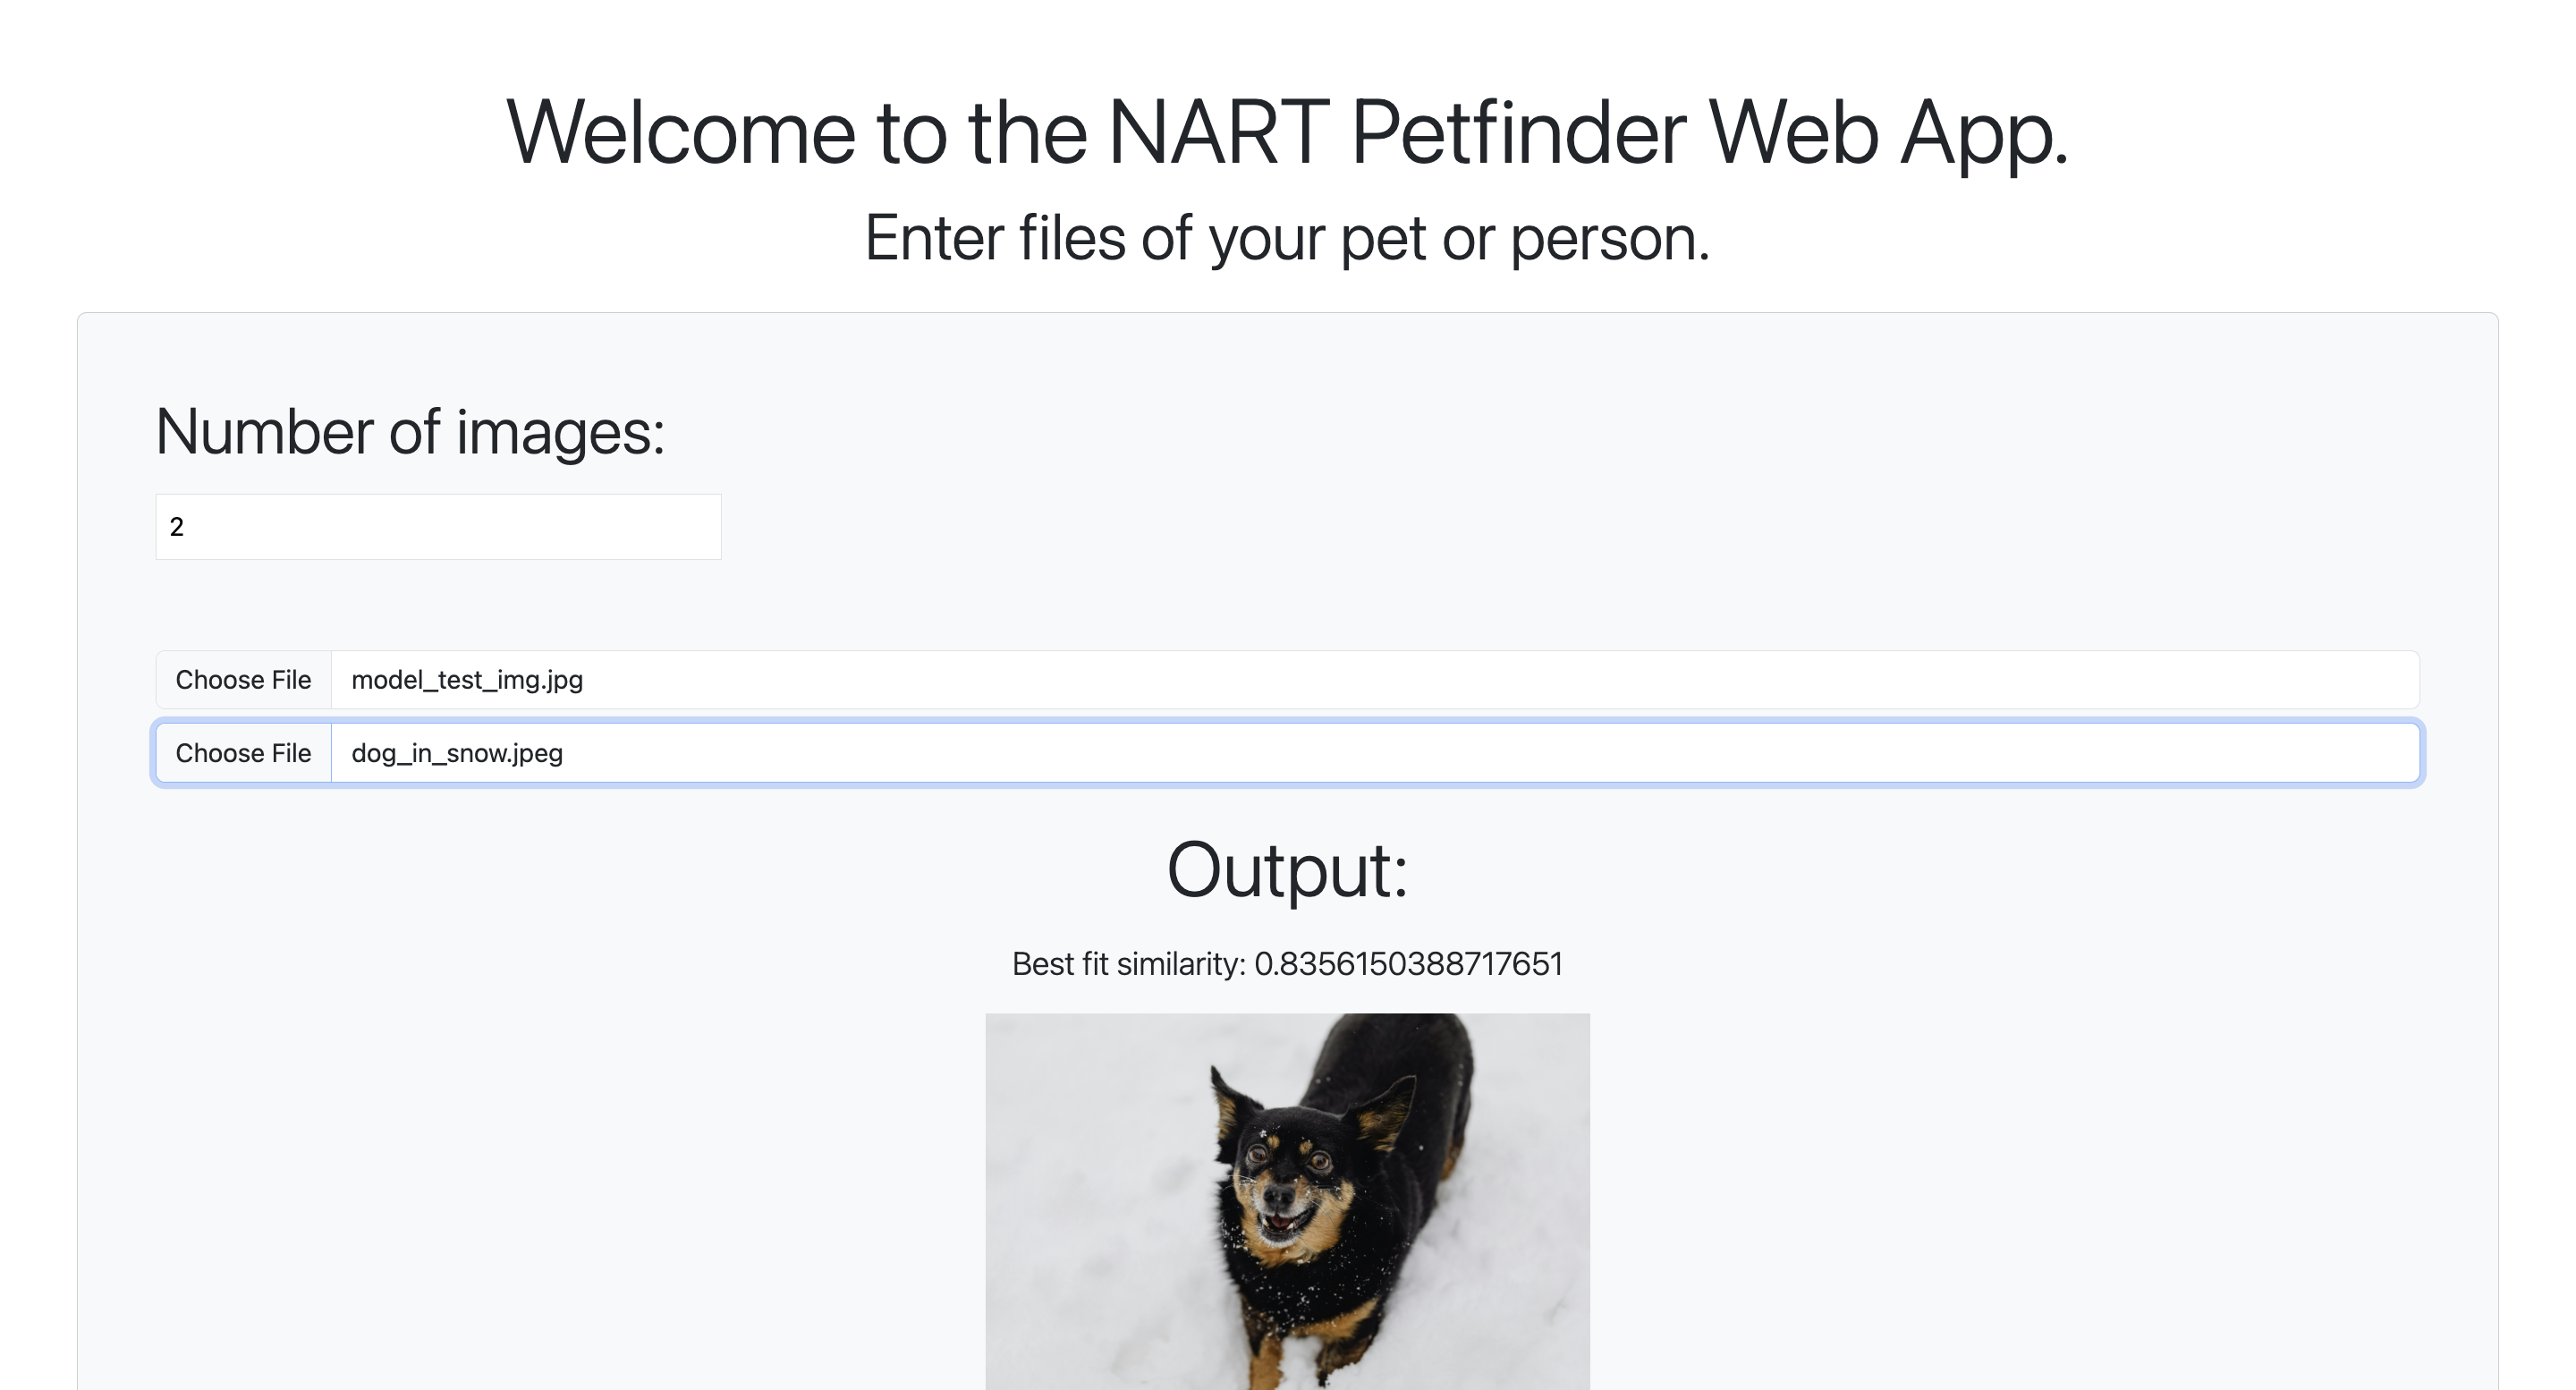 Welcome to the NART Petfinder Web App.
Enter files of your pet or person.
Number of images:
2
Choose File model_test_img.jpg
Choose File dog_in_snow.jpeg
Output:
Best fit similarity: 0.8356150388717651